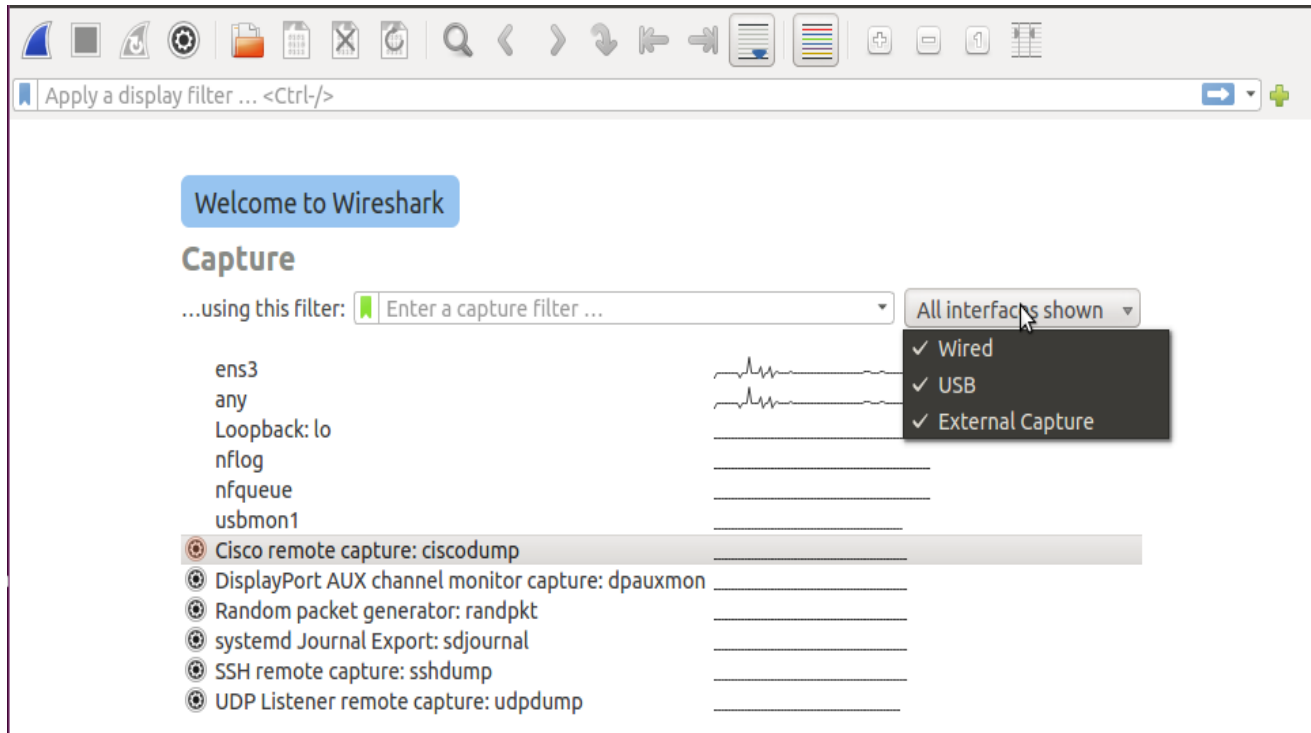 Apply a display filter … <Ctrl-/>
Welcome to Wireshark
Capture
…using this filter: Enter a capture filter … All interfaces shown
Wired
USB
External Capture
ens3
any
Loopback: lo
nflog
nfqueue
usbmon1
Cisco remote capture: ciscodump
DisplayPort AUX channel monitor capture: dpauxmon
Random packet generator: randpkt
systemd Journal Export: sdjournal
SSH remote capture: sshdump
UDP Listener remote capture: udpdump